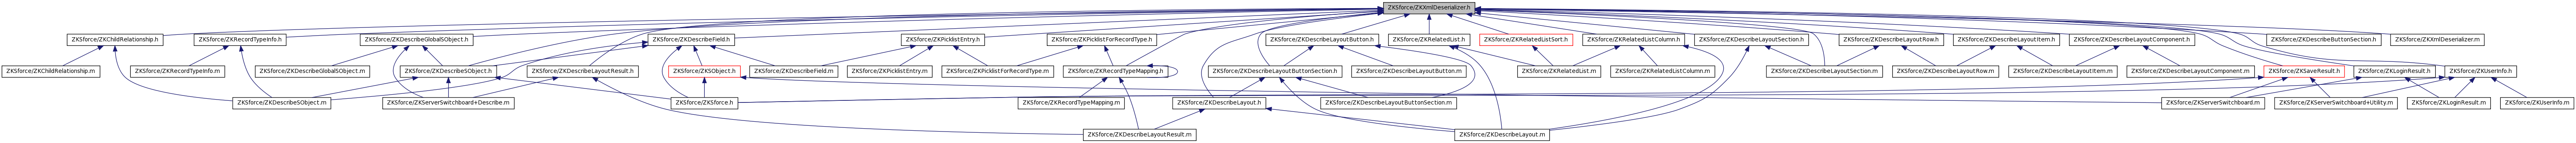 ZKSforce/ZKXmlDeserializer.h
ZKSforce/ZKChildRelationship.h
ZKSforce/ZKRecordTypeInfo.h
ZKSforce/ZKDescribeGlobalSObject.h
ZKSforce/ZKDescribeField.h
ZKSforce/ZKPicklistEntry.h
ZKSforce/ZKPicklistForRecordType.h
ZKSforce/ZKDescribeLayoutButton.h
ZKSforce/ZKRelatedList.h
ZKSforce/ZKRelatedListSort.h
ZKSforce/ZKRelatedListColumn.h
ZKSforce/ZKDescribeLayoutSection.h
ZKSforce/ZKDescribeLayoutRow.h
ZKSforce/ZKDescribeLayoutItem.h
ZKSforce/ZKDescribeLayoutComponent.h
ZKSforce/ZKDescribeButtonSection.h
ZKSforce/ZKXmlDeserializer.m
ZKSforce/ZKChildRelationship.m
ZKSforce/ZKRecordTypeInfo.m
ZKSforce/ZKDescribeGlobalSObject.m
ZKSforce/ZKDescribeSObject.h
ZKSforce/ZKDescribeLayoutResult.h
ZKSforce/ZKSObject.h
ZKSforce/ZKDescribeField.m
ZKSforce/ZKPicklistEntry.m
ZKSforce/ZKPicklistForRecordType.m
ZKSforce/ZKRecordTypeMapping.h
ZKSforce/ZKDescribeLayoutButtonSection.h
ZKSforce/ZKDescribeLayoutButton.m
ZKSforce/ZKRelatedList.m
ZKSforce/ZKRelatedListColumn.m
ZKSforce/ZKDescribeLayoutSection.m
ZKSforce/ZKDescribeLayoutRow.m
ZKSforce/ZKDescribeLayoutItem.m
ZKSforce/ZKDescribeLayoutComponent.m
ZKSforce/ZKSaveResult.h
ZKSforce/ZKLoginResult.h
ZKSforce/ZKUserInfo.h
ZKSforce/ZKDescribeSObject.m
ZKSforce/ZKServerSwitchboard+Describe.m
ZKSforce/ZKSforce.h
ZKSforce/ZKRecordTypeMapping.m
ZKSforce/ZKDescribeLayout.h
ZKSforce/ZKDescribeLayoutButtonSection.m
ZKSforce/ZKServerSwitchboard.m
ZKSforce/ZKServerSwitchboard+Utility.m
ZKSforce/ZKLoginResult.m
ZKSforce/ZKUserInfo.m
ZKSforce/ZKDescribeLayoutResult.m
ZKSforce/ZKDescribeLayout.m